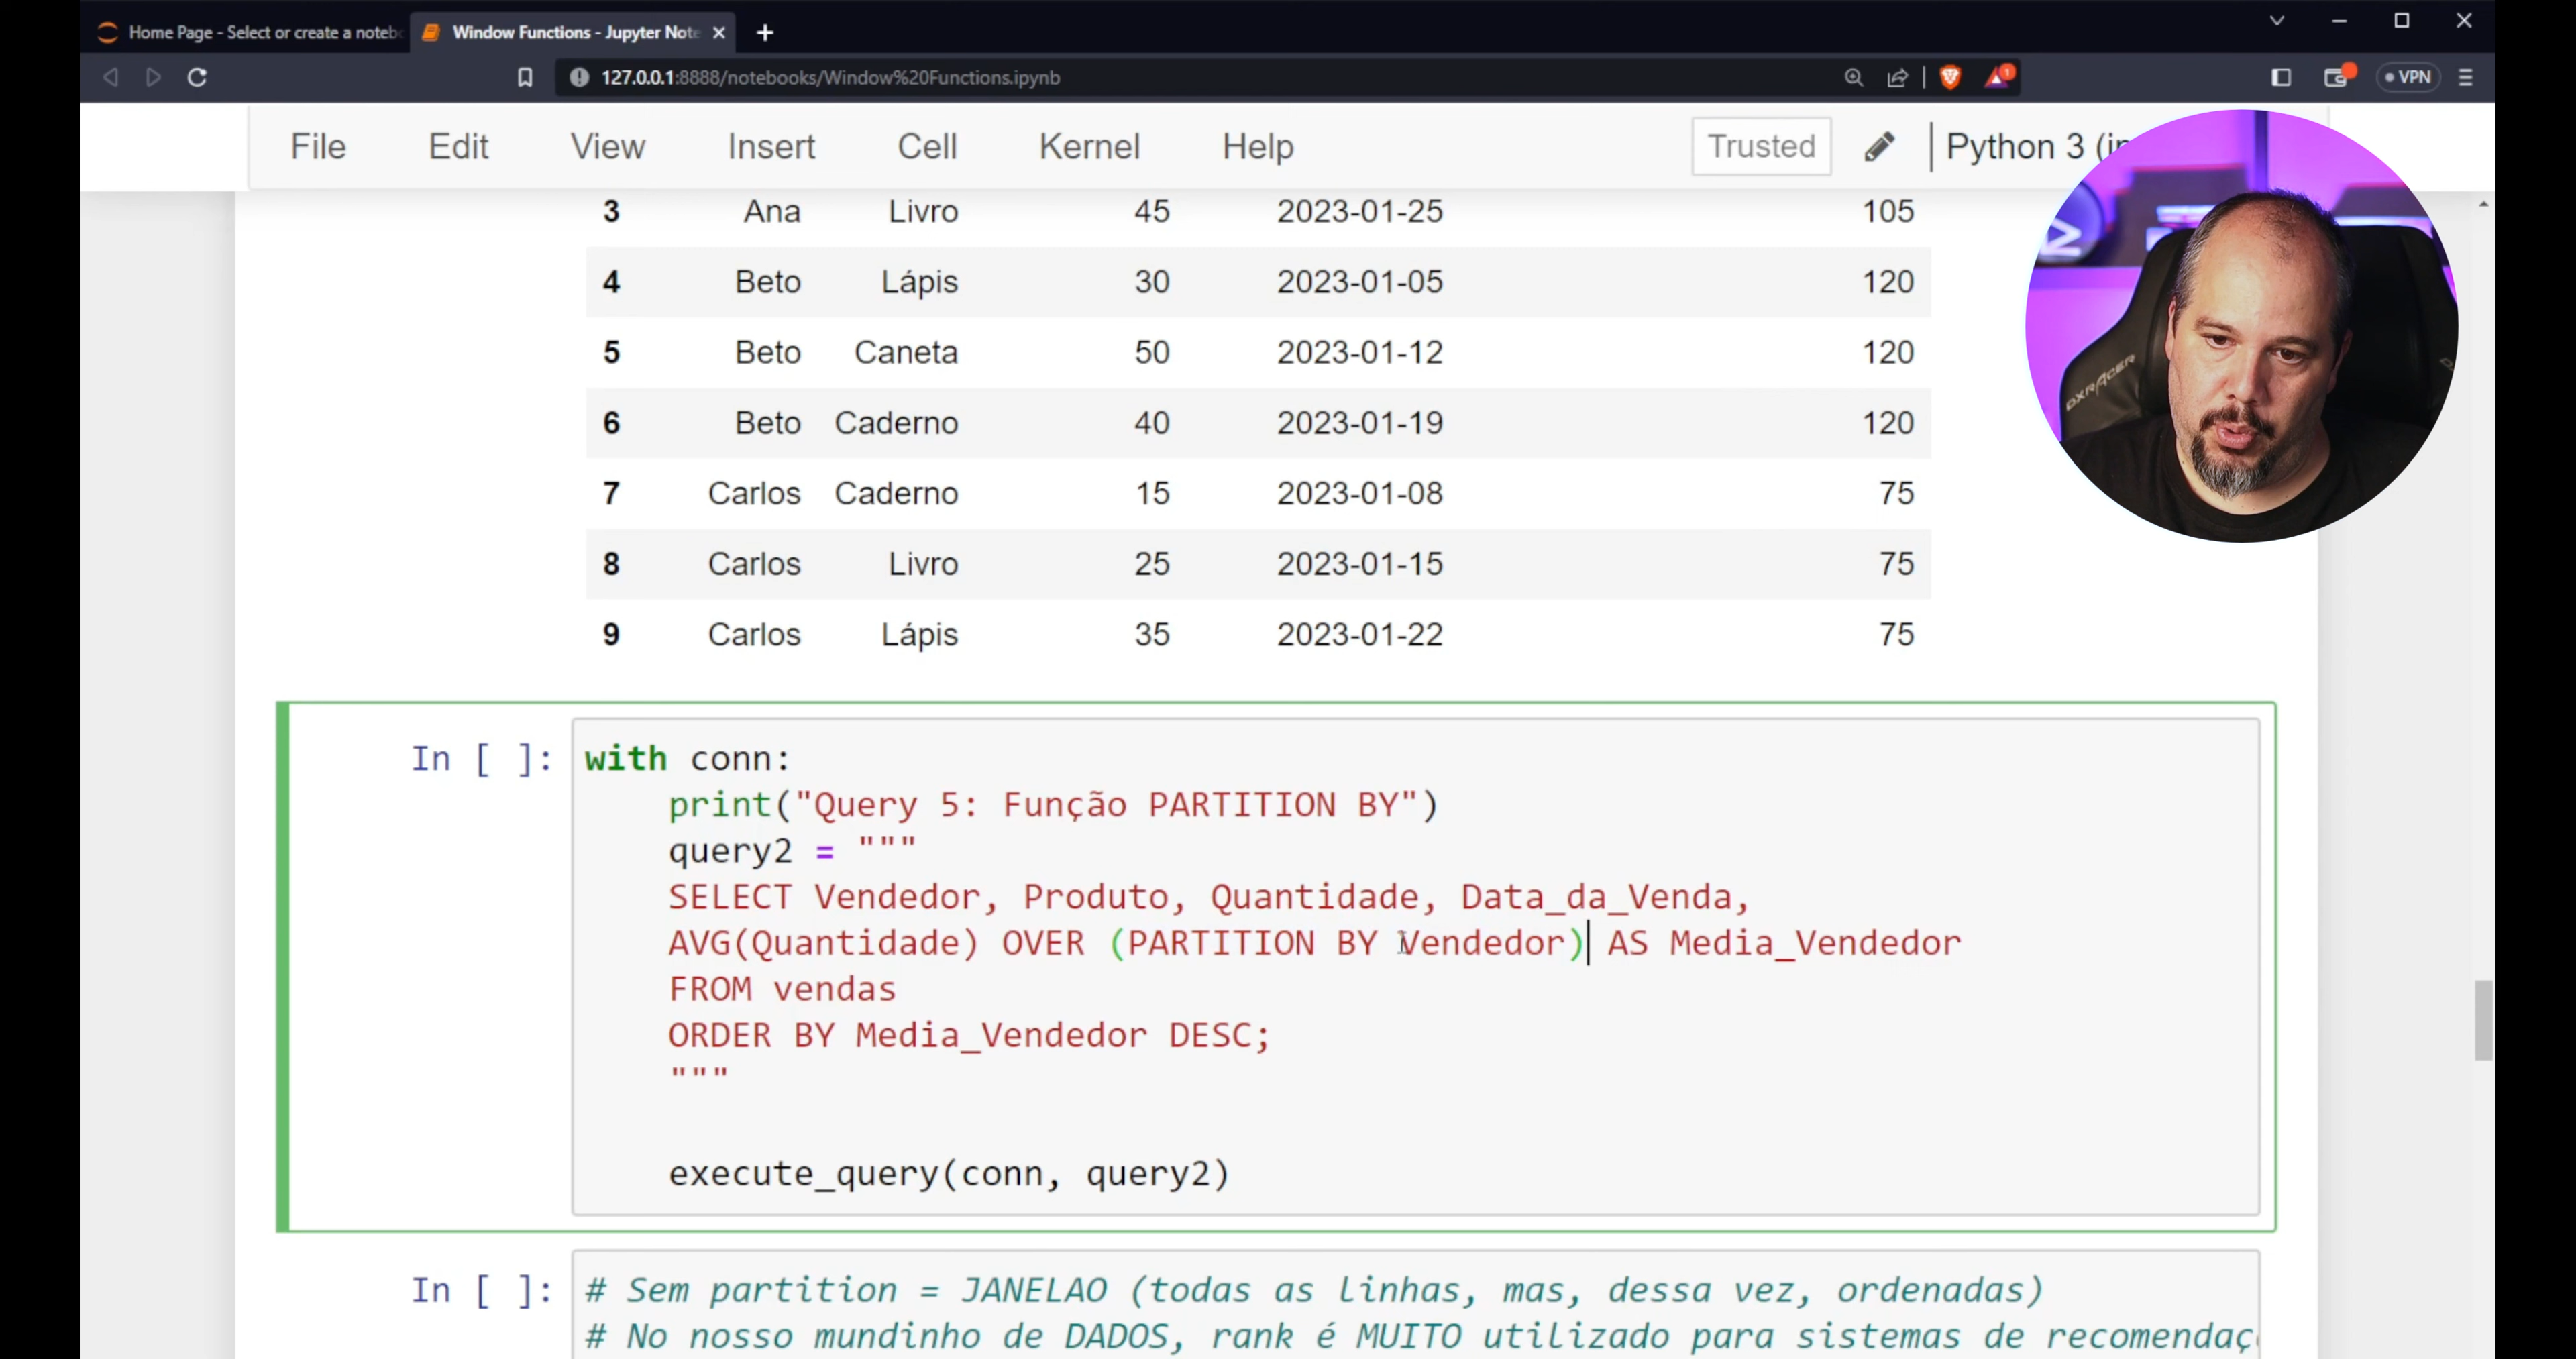 Home Page - Select or create a noteb
Window Functions - Jupyter Note
127.0.0.1:8888/notebooks/Window%20Functions.ipynb
1
VPN
File Edit View Insert Cell Kernel Help Trusted Python 3 (i
3 Ana Livro 45 2023-01-25 105
4 Beto Lápis 30 2023-01-05 120
5 Beto Caneta 50 2023-01-12 120
6 Beto Caderno 40 2023-01-19 120
7 Carlos Caderno 15 2023-01-08 75
8 Carlos Livro 25 2023-01-15 75
9 Carlos Lápis 35 2023-01-22 75
DXRACER
In [ ]: with conn:
print("Query 5: Função PARTITION BY")
query2 = """
SELECT Vendedor, Produto, Quantidade, Data_da_Venda,
AVG(Quantidade) OVER (PARTITION BY Vendedor) AS Media_Vendedor
FROM vendas
ORDER BY Media_Vendedor DESC;
"""
execute_query(conn, query2)
In [ ]: # Sem partition = JANELAO (todas as linhas, mas, dessa vez, ordenadas)
# No nosso mundinho de DADOS, rank é MUITO utilizado para sistemas de recomendaç